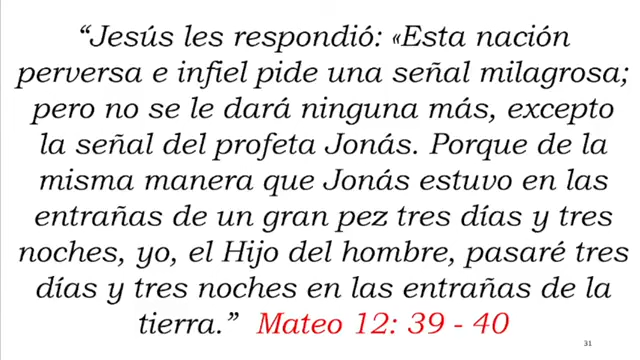 “Jesús les respondió: «Esta nación
perversa e infiel pide una señal milagrosa;
pero no se le dará ninguna más, excepto
la señal del profeta Jonás. Porque de la
misma manera que Jonás estuvo en las
entrañas de un gran pez tres días y tres
noches, yo, el Hijo del hombre, pasaré tres
días y tres noches en las entrañas de la
tierra.” Mateo 12: 39 - 40
31